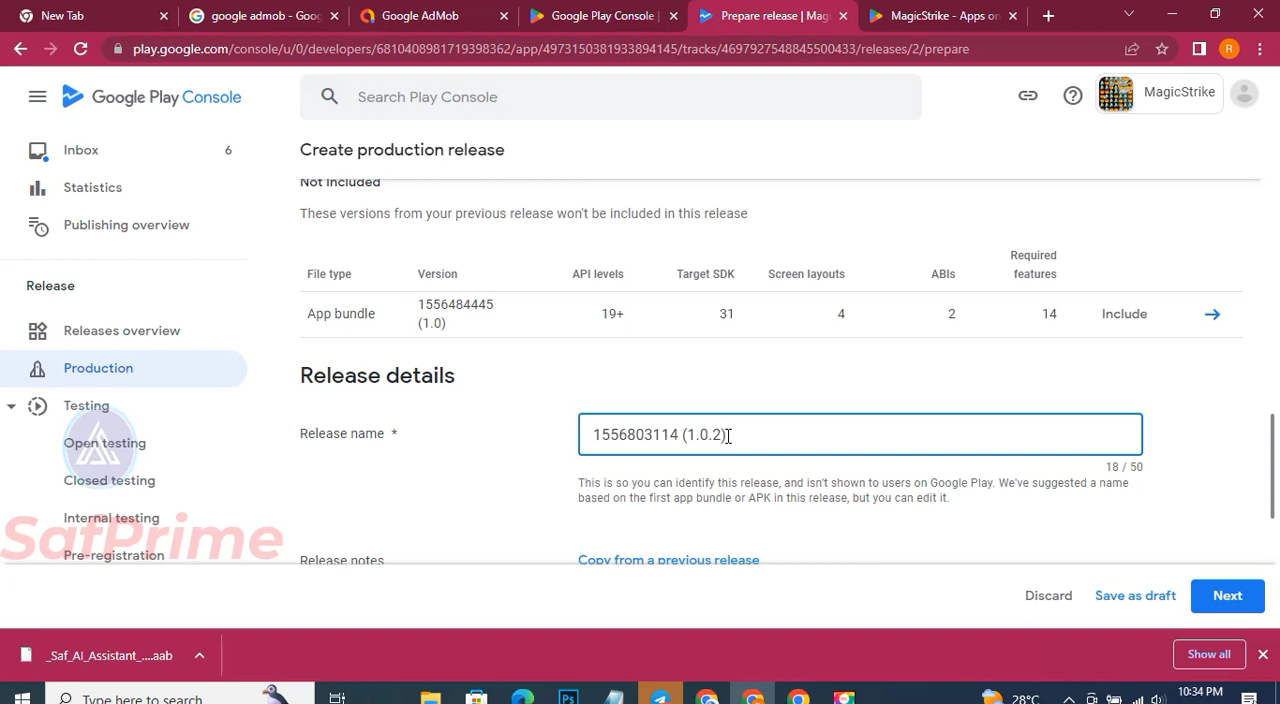 New Tab
google admob - Goog
Google AdMob
Google Play Console |
Prepare release | Magi
MagicStrike - Apps on
play.google.com/console/u/0/developers/6810408981719398362/app/4973150381933894145/tracks/4697927548845500433/releases/2/prepare
R
Google Play Console
Search Play Console
MagicStrike
Inbox 6
Statistics
Publishing overview
Release
Releases overview
Production
Testing
Open testing
Closed testing
Internal testing
Pre-registration
SafPrime
Create production release
Not included
These versions from your previous release won't be included in this release
File type Version API levels Target SDK Screen layouts ABIs Required features
App bundle 1556484445 (1.0) 19+ 31 4 2 14 Include
Release details
Release name *
1556803114 (1.0.2)
18 / 50
This is so you can identify this release, and isn't shown to users on Google Play. We've suggested a name
based on the first app bundle or APK in this release, but you can edit it.
Release notes
Copy from a previous release
Discard Save as draft Next
_Saf_AI_Assistant_....aab
Show all
Type here to search
Ps
28°C
10:34 PM